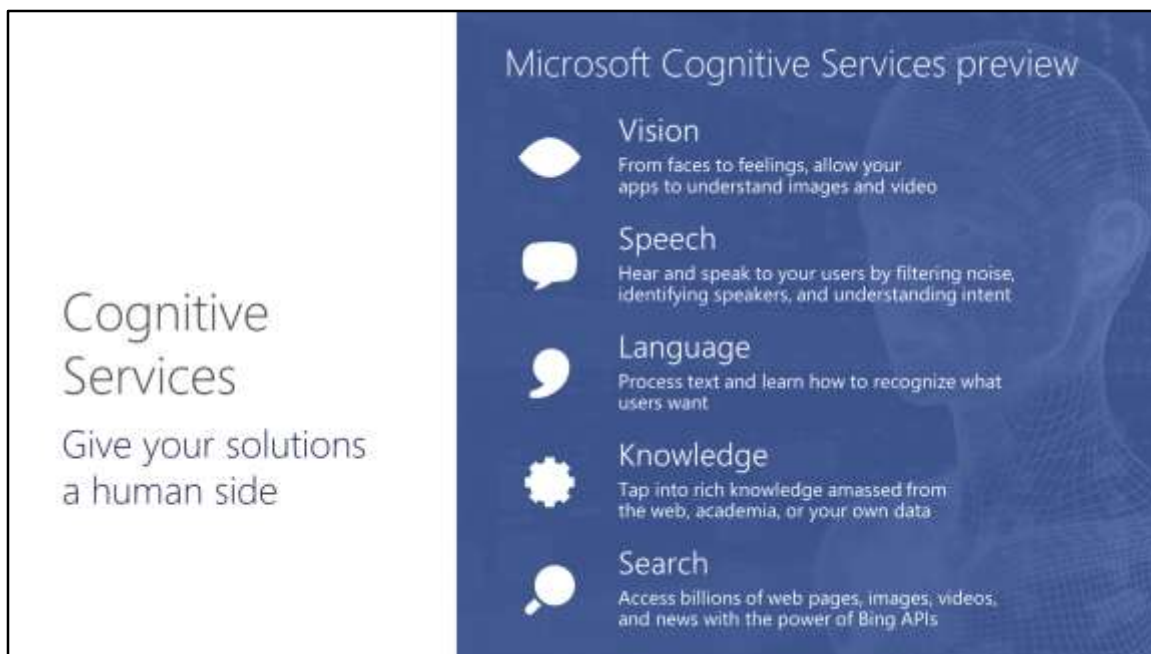 Cognitive
Services
Give your solutions
a human side
Microsoft Cognitive Services preview
Vision
From faces to feelings, allow your
apps to understand images and video
Speech
Hear and speak to your users by filtering noise,
identifying speakers, and understanding intent
Language
Process text and learn how to recognize what
users want
Knowledge
Tap into rich knowledge amassed from
the web, academia, or your own data
Search
Access billions of web pages, images, videos,
and news with the power of Bing APIs